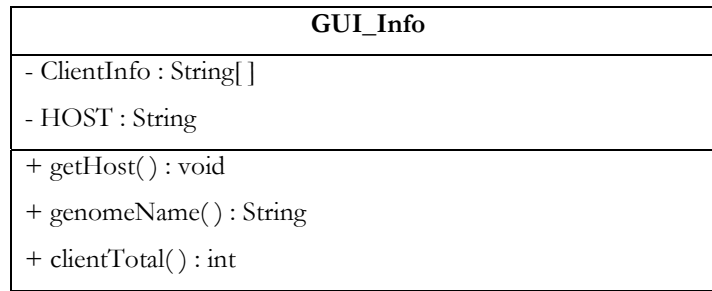 GUI_Info
- ClientInfo : String[ ]
- HOST : String
+ getHost( ) : void
+ genomeName( ) : String
+ clientTotal( ) : int